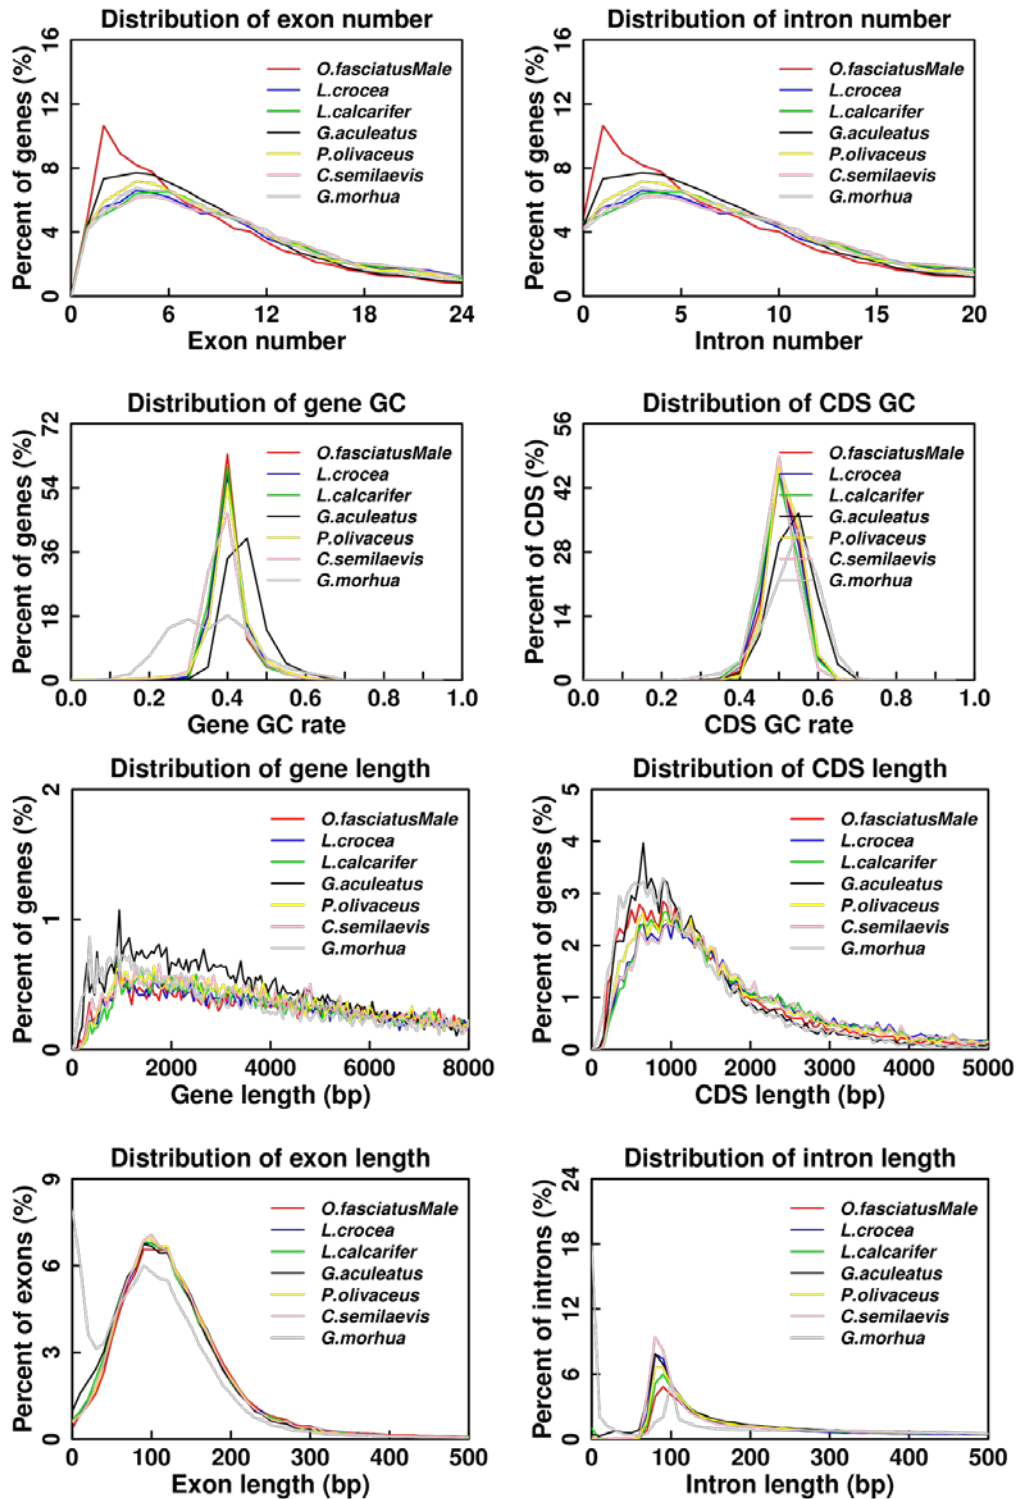 Distribution of exon number
Percent of genes (%)
16
12
8
4
0
O.fasciatusMale
L.crocea
L.calcarifer
G.aculeatus
P.olivaceus
C.semilaevis
G.morhua
0 6 12 18 24
Exon number
Distribution of intron number
Percent of genes (%)
16
12
8
4
0
O.fasciatusMale
L.crocea
L.calcarifer
G.aculeatus
P.olivaceus
C.semilaevis
G.morhua
0 5 10 15 20
Intron number
Distribution of gene GC
Percent of genes (%)
72
54
36
18
0
O.fasciatusMale
L.crocea
L.calcarifer
G.aculeatus
P.olivaceus
C.semilaevis
G.morhua
0.0 0.2 0.4 0.6 0.8 1.0
Gene GC rate
Distribution of CDS GC
Percent of CDS (%)
56
42
28
14
0
O.fasciatusMale
L.crocea
L.calcarifer
G.aculeatus
P.olivaceus
C.semilaevis
G.morhua
0.0 0.2 0.4 0.6 0.8 1.0
CDS GC rate
Distribution of gene length
Percent of genes (%)
2
1
0
O.fasciatusMale
L.crocea
L.calcarifer
G.aculeatus
P.olivaceus
C.semilaevis
G.morhua
0 2000 4000 6000 8000
Gene length (bp)
Distribution of CDS length
Percent of genes (%)
5
4
3
2
1
0
O.fasciatusMale
L.crocea
L.calcarifer
G.aculeatus
P.olivaceus
C.semilaevis
G.morhua
0 1000 2000 3000 4000 5000
CDS length (bp)
Distribution of exon length
Percent of exons (%)
9
6
3
0
O.fasciatusMale
L.crocea
L.calcarifer
G.aculeatus
P.olivaceus
C.semilaevis
G.morhua
0 100 200 300 400 500
Exon length (bp)
Distribution of intron length
Percent of introns (%)
24
18
12
6
0
O.fasciatusMale
L.crocea
L.calcarifer
G.aculeatus
P.olivaceus
C.semilaevis
G.morhua
0 100 200 300 400 500
Intron length (bp)